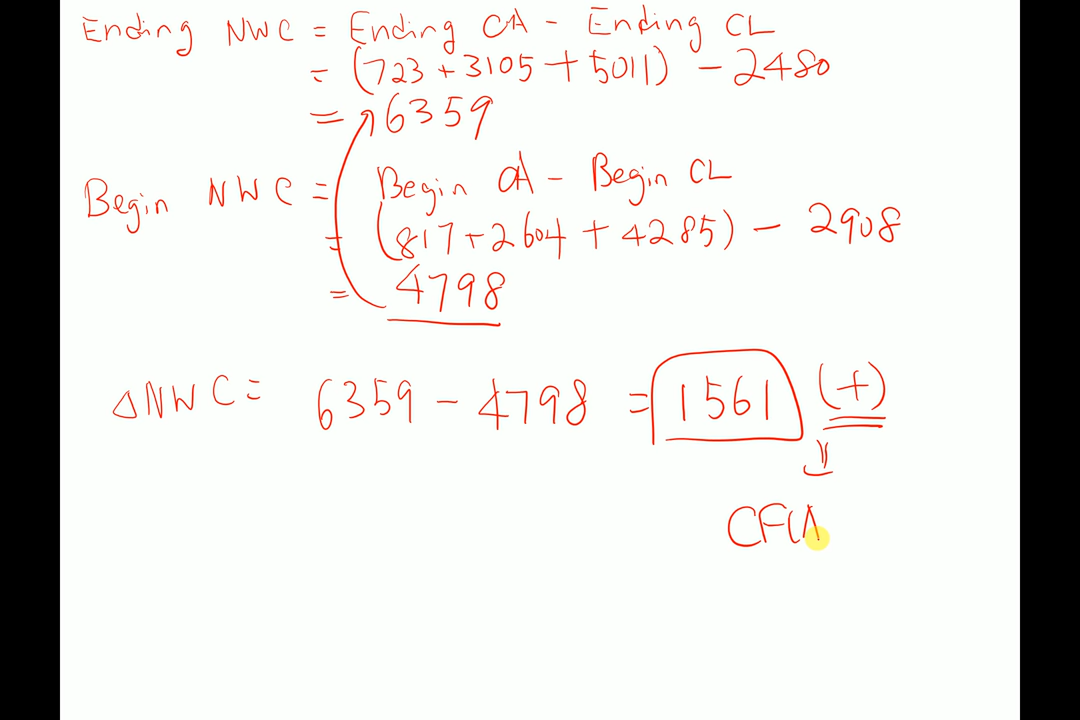 Ending NWC = Ending CA - Ending CL
= (723 + 3105 + 5011) - 2480
= 6359
Begin NWC = Begin CA - Begin CL
= (817 + 2604 + 4285) - 2908
= 4798
ΔNWC = 6359 - 4798 = 1561 (+)
CFA